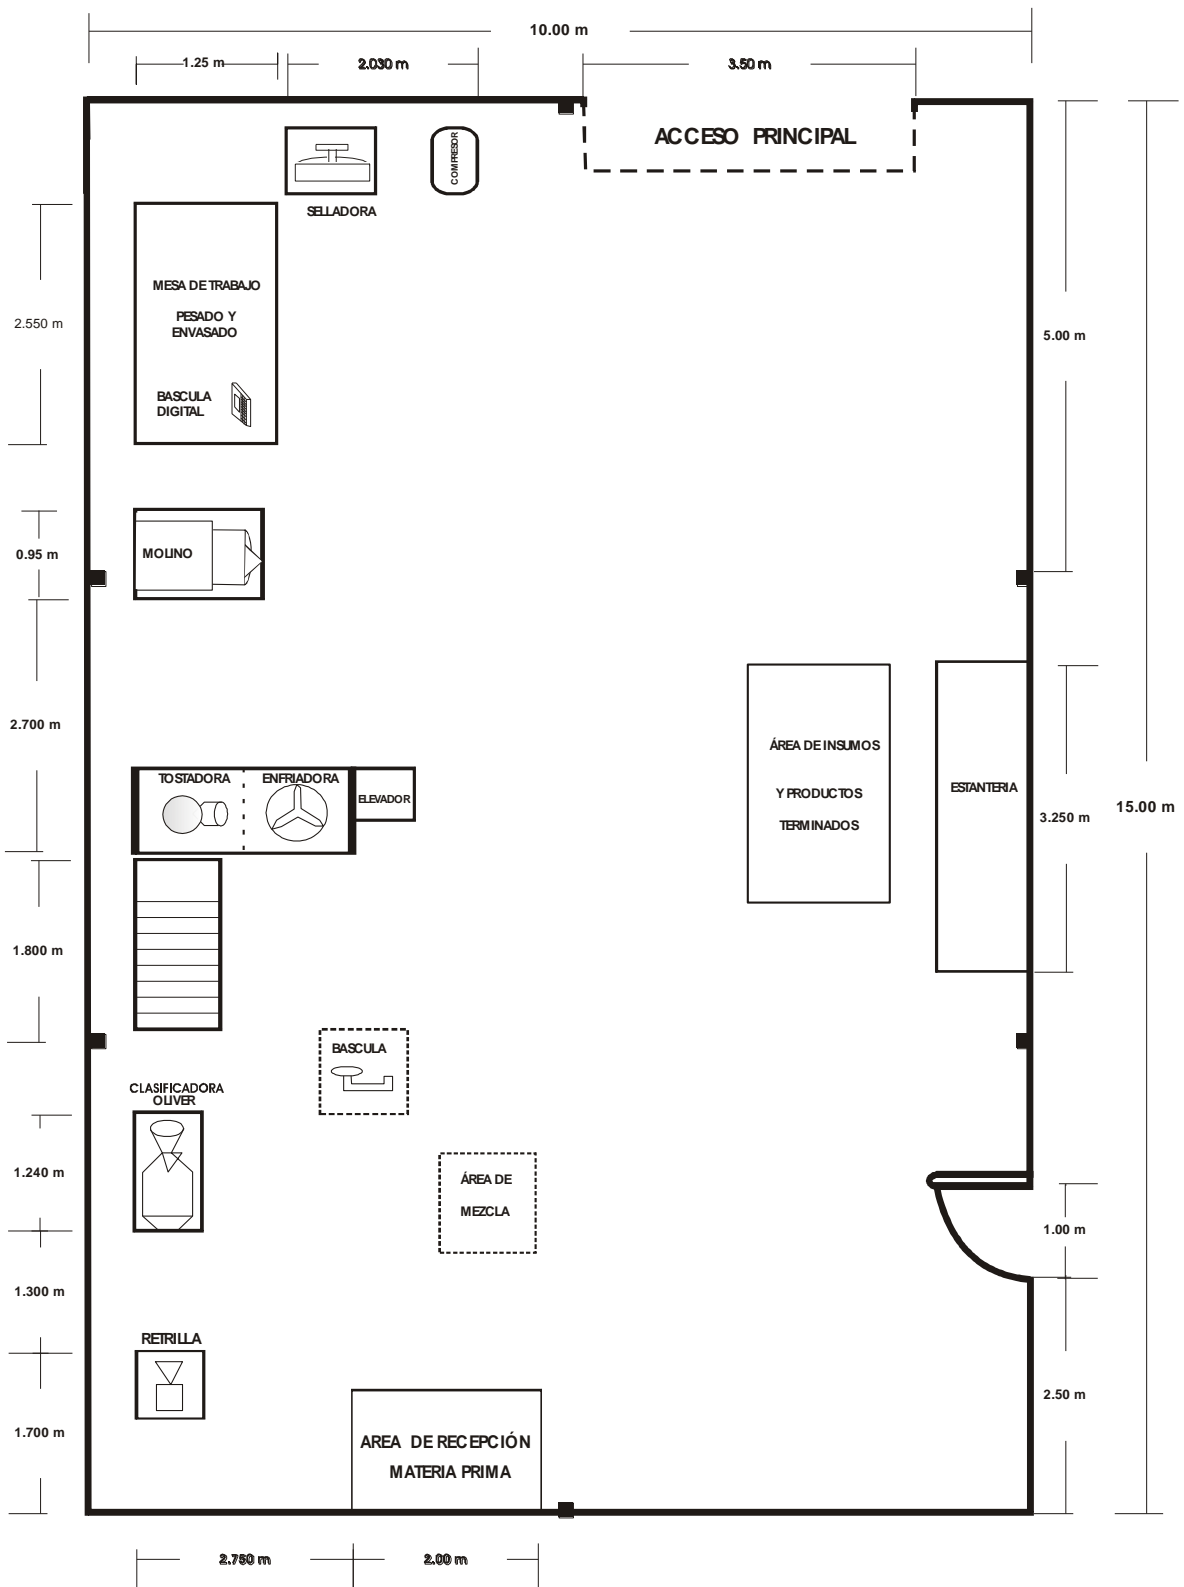 10.00 m
1.25 m
2.030 m
3.50 m
ACCESO PRINCIPAL
COMPRESOR
SELLADORA
MESA DE TRABAJO
PESADO Y
ENVASADO
2.550 m
5.00 m
BASCULA
DIGITAL
MOLINO
0.95 m
2.700 m
ÁREA DE INSUMOS
Y PRODUCTOS
TERMINADOS
ESTANTERIA
3.250 m
15.00 m
TOSTADORA
ENFRIADORA
ELEVADOR
1.800 m
BASCULA
CLASIFICADORA
OLIVER
1.240 m
ÁREA DE
MEZCLA
1.00 m
1.300 m
RETRILLA
2.50 m
1.700 m
AREA DE RECEPCIÓN
MATERIA PRIMA
2.750 m
2.00 m